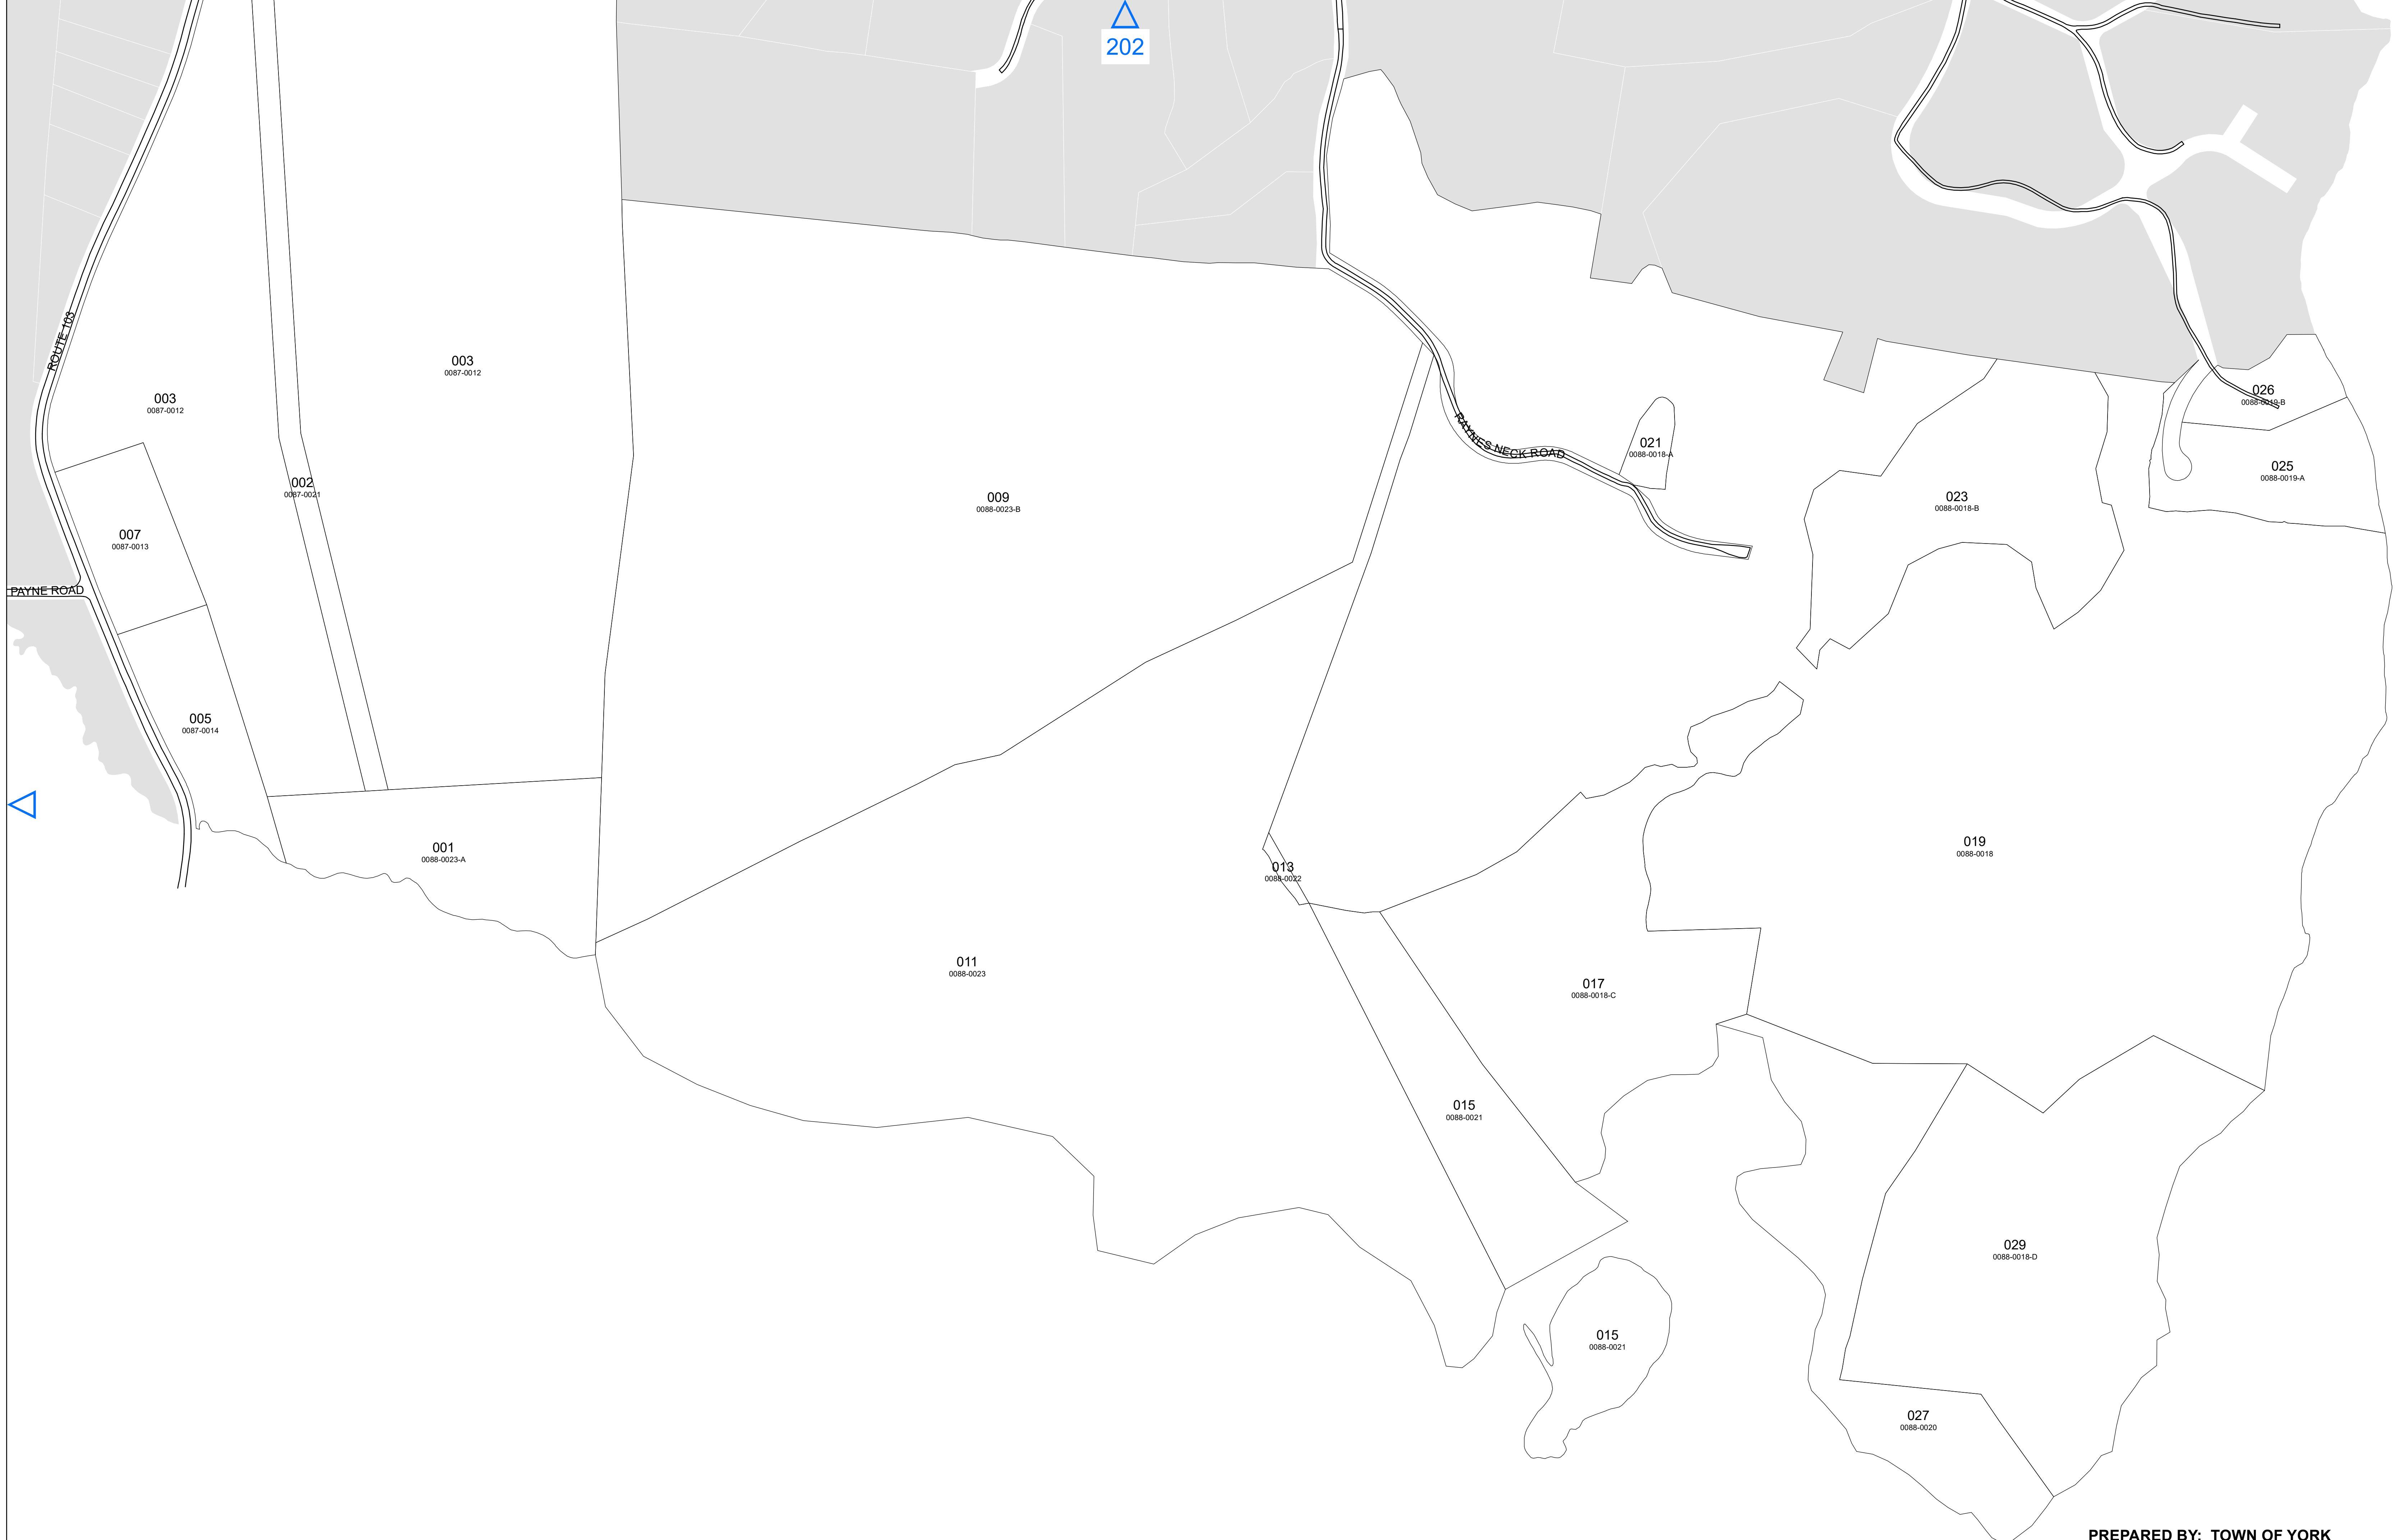 202
ROUTE 103
003
0087-0012
003
0087-0012
026
0088-0019-B
RAYNES NECK ROAD
021
0088-0018-A
025
0088-0019-A
002
0087-0021
009
0088-0023-B
023
0088-0018-B
007
0087-0013
PAYNE ROAD
005
0087-0014
001
0088-0023-A
013
0088-0022
019
0088-0018
011
0088-0023
017
0088-0018-C
015
0088-0021
029
0088-0018-D
015
0088-0021
027
0088-0020
PREPARED BY: TOWN OF YORK